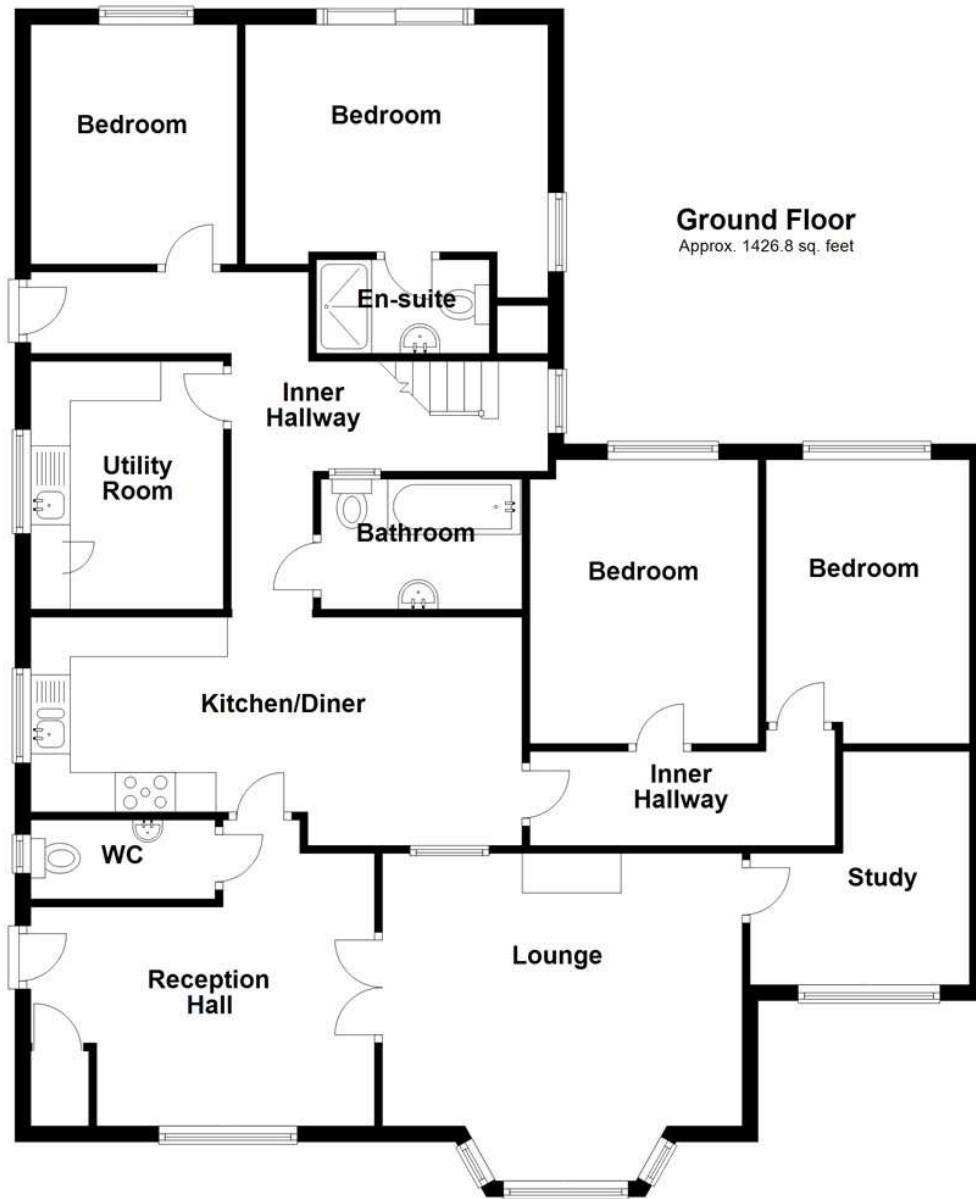 Bedroom
Bedroom
Ground Floor
Approx. 1426.8 sq. feet
En-suite
Inner
Hallway
Utility
Room
Bathroom
Bedroom
Bedroom
Kitchen/Diner
Inner
Hallway
WC
Study
Lounge
Reception
Hall